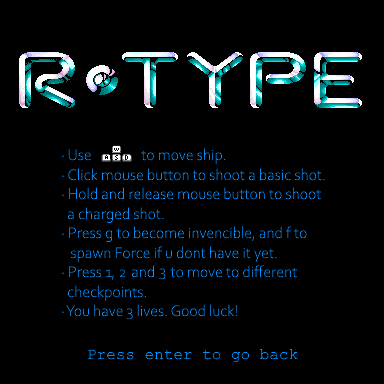 R•TYPE
· Use W A S D to move ship.
· Click mouse button to shoot a basic shot.
· Hold and release mouse button to shoot
a charged shot.
· Press g to become invencible, and f to
spawn Force if u dont have it yet.
· Press 1, 2 and 3 to move to different
checkpoints.
· You have 3 lives. Good luck!
Press enter to go back